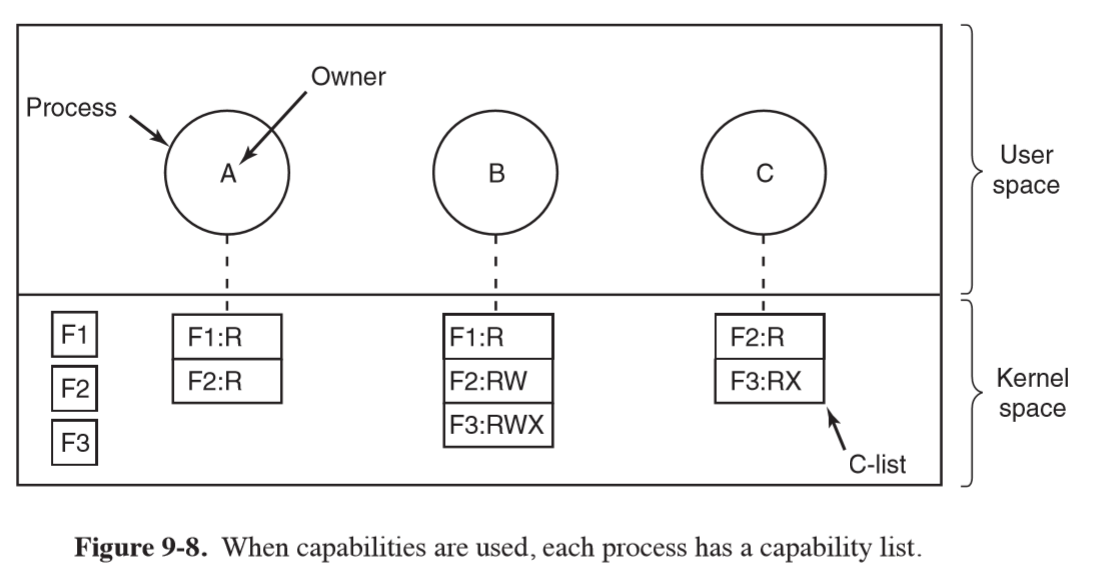 Owner
Process
A
B
C
User
space
F1
F2
F3
F1:R
F2:R
F1:R
F2:RW
F3:RWX
F2:R
F3:RX
C-list
Kernel
space
Figure 9-8. When capabilities are used, each process has a capability list.